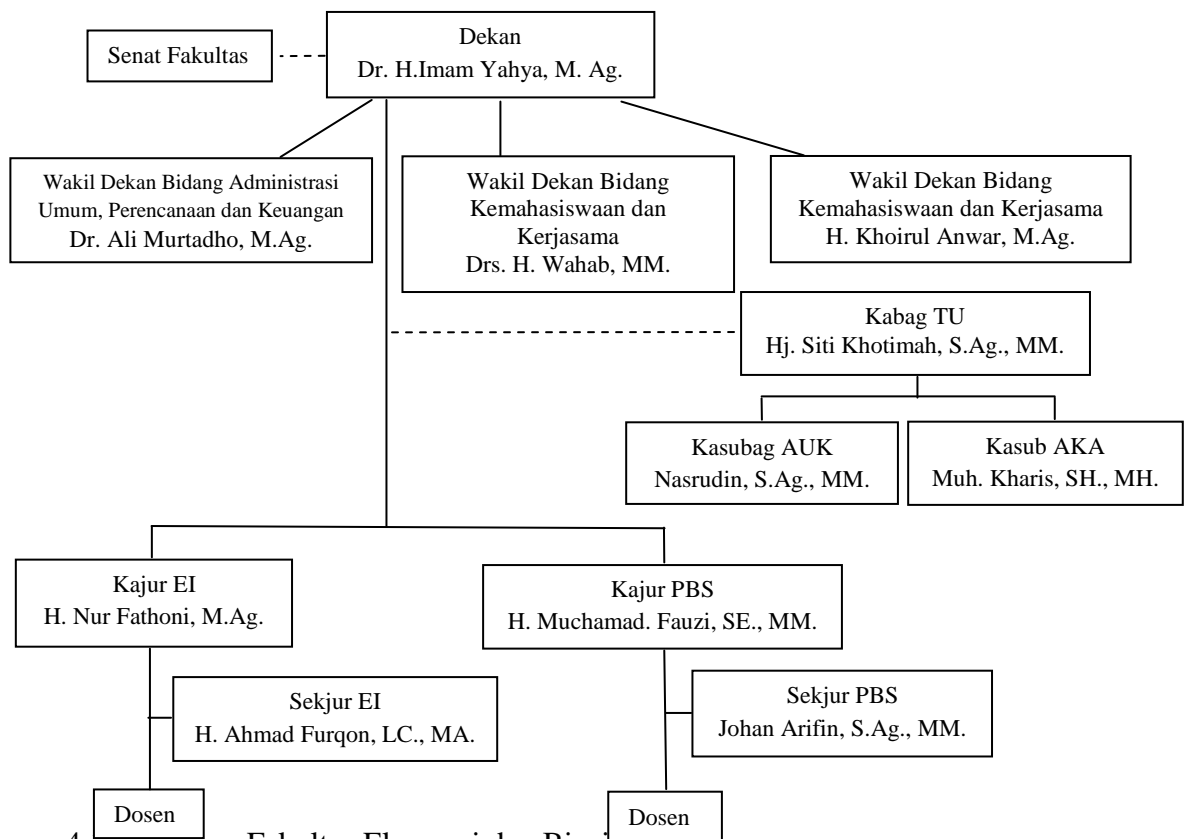 Dekan
Dr. H.Imam Yahya, M. Ag.
Senat Fakultas
Wakil Dekan Bidang Administrasi
Umum, Perencanaan dan Keuangan
Dr. Ali Murtadho, M.Ag.
Wakil Dekan Bidang
Kemahasiswaan dan
Kerjasama
Drs. H. Wahab, MM.
Wakil Dekan Bidang
Kemahasiswaan dan Kerjasama
H. Khoirul Anwar, M.Ag.
Kabag TU
Hj. Siti Khotimah, S.Ag., MM.
Kasubag AUK
Nasrudin, S.Ag., MM.
Kasub AKA
Muh. Kharis, SH., MH.
Kajur EI
H. Nur Fathoni, M.Ag.
Kajur PBS
H. Muchamad. Fauzi, SE., MM.
Sekjur EI
H. Ahmad Furqon, LC., MA.
Sekjur PBS
Johan Arifin, S.Ag., MM.
Dosen
Dosen